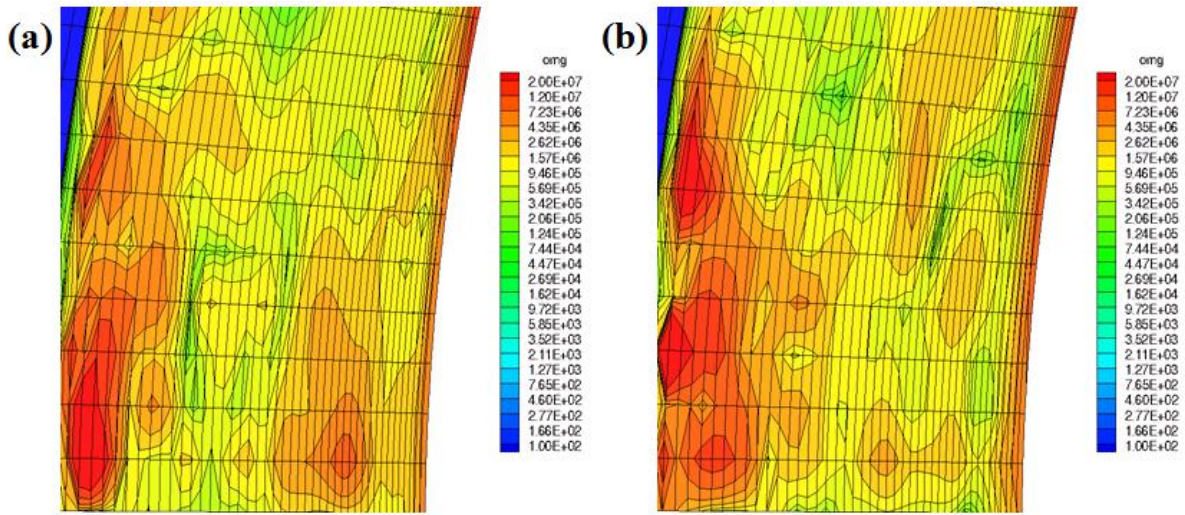 (a)
omg
2.00E+07
1.20E+07
7.23E+06
4.35E+06
2.62E+06
1.57E+06
9.46E+05
5.69E+05
3.42E+05
2.06E+05
1.24E+05
7.44E+04
4.47E+04
2.69E+04
1.62E+04
9.72E+03
5.85E+03
3.52E+03
2.11E+03
1.27E+03
7.65E+02
4.60E+02
2.77E+02
1.66E+02
1.00E+02
(b)
omg
2.00E+07
1.20E+07
7.23E+06
4.35E+06
2.62E+06
1.57E+06
9.46E+05
5.69E+05
3.42E+05
2.06E+05
1.24E+05
7.44E+04
4.47E+04
2.69E+04
1.62E+04
9.72E+03
5.85E+03
3.52E+03
2.11E+03
1.27E+03
7.65E+02
4.60E+02
2.77E+02
1.66E+02
1.00E+02